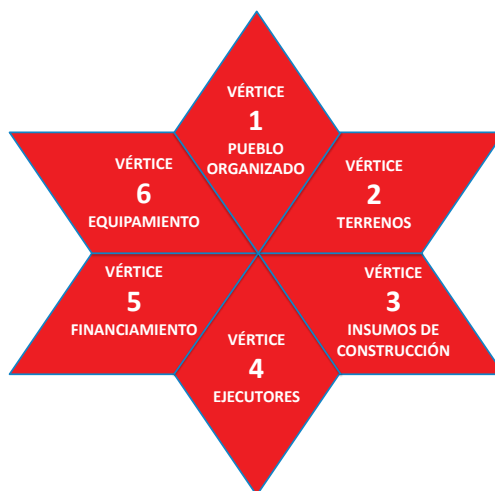 VÉRTICE
1
PUEBLO
ORGANIZADO
VÉRTICE
2
TERRENOS
VÉRTICE
3
INSUMOS DE
CONSTRUCCIÓN
VÉRTICE
4
EJECUTORES
VÉRTICE
5
FINANCIAMIENTO
VÉRTICE
6
EQUIPAMIENTO